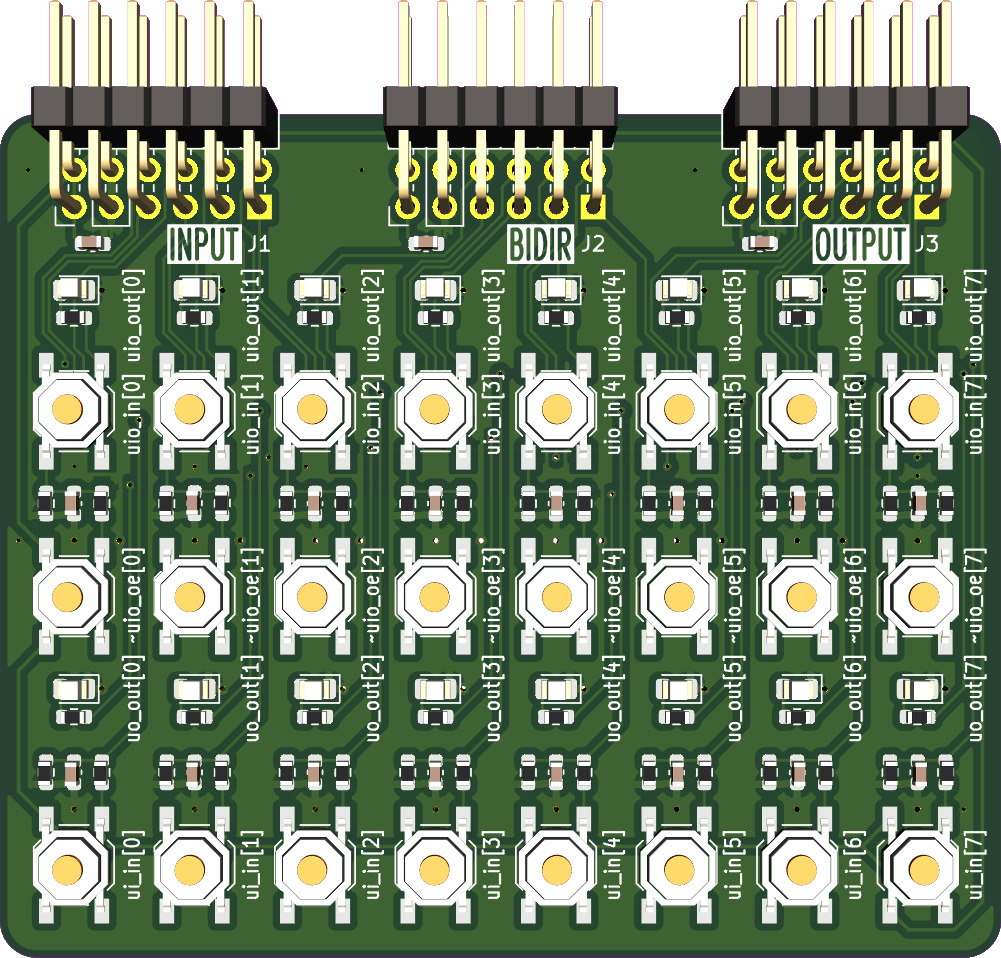 INPUT J1 BIDIR J2 OUTPUT J3
uio_out[0] uio_out[1] uio_out[2] uio_out[3] uio_out[4] uio_out[5] uio_out[6] uio_out[7]
uio_in[0] uio_in[1] uio_in[2] uio_in[3] uio_in[4] uio_in[5] uio_in[6] uio_in[7]
~uio_oe[0] ~uio_oe[1] ~uio_oe[2] ~uio_oe[3] ~uio_oe[4] ~uio_oe[5] ~uio_oe[6] ~uio_oe[7]
uo_out[0] uo_out[1] uo_out[2] uo_out[3] uo_out[4] uo_out[5] uo_out[6] uo_out[7]
ui_in[0] ui_in[1] ui_in[2] ui_in[3] ui_in[4] ui_in[5] ui_in[6] ui_in[7]